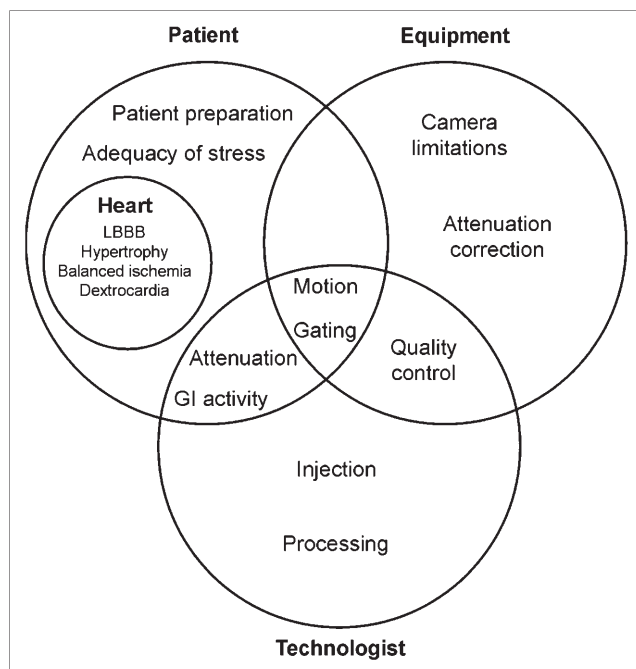 Patient
Equipment
Patient preparation
Adequacy of stress
Heart
LBBB
Hypertrophy
Balanced ischemia
Dextrocardia
Camera
limitations
Attenuation
correction
Motion
Gating
Attenuation
GI activity
Quality
control
Injection
Processing
Technologist